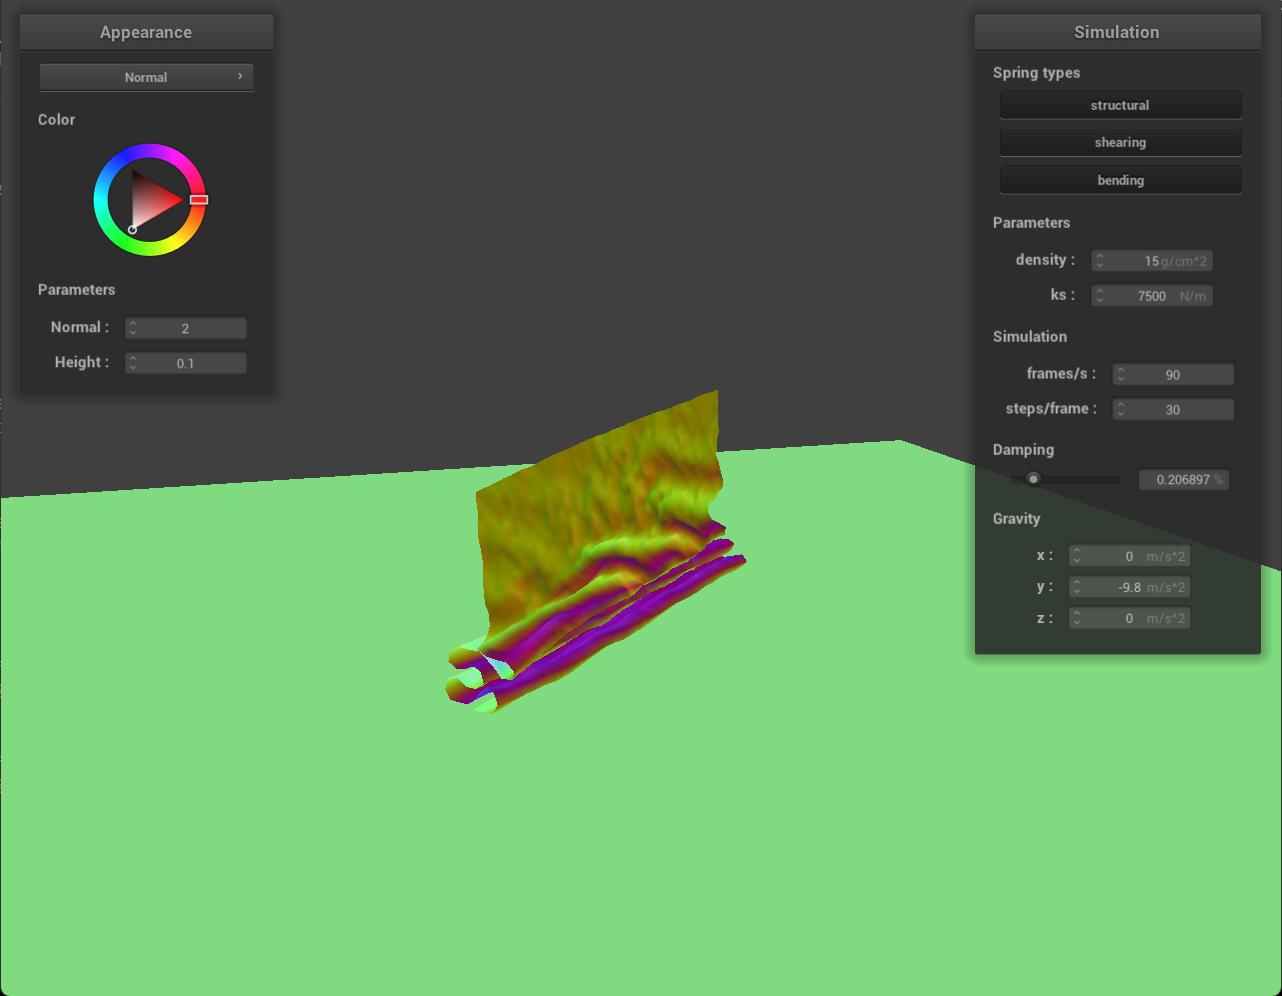 Appearance
Normal
Color
Parameters
Normal :
2
Height :
0.1
Simulation
Spring types
structural
shearing
bending
Parameters
density :
15 g/cm^2
ks :
7500 N/m
Simulation
frames/s :
90
steps/frame :
30
Damping
0.206897 %
Gravity
x :
0 m/s^2
y :
-9.8 m/s^2
z :
0 m/s^2